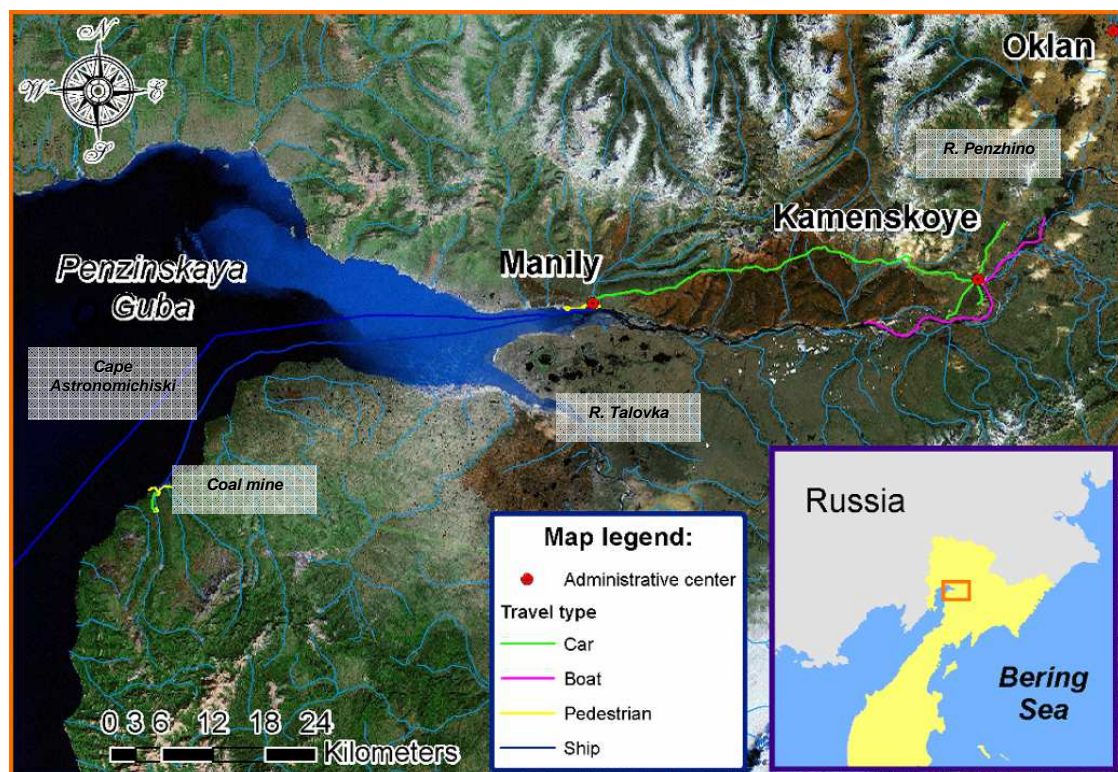 N
W
E
S
Oklan
R. Penzhino
Kamenskoye
Manily
Penzinskaya
Guba
Cape
Astronomichiski
R. Talovka
Coal mine
Map legend:
Administrative center
Travel type
Car
Boat
Pedestrian
Ship
0 3 6 12 18 24
Kilometers
Russia
Bering
Sea